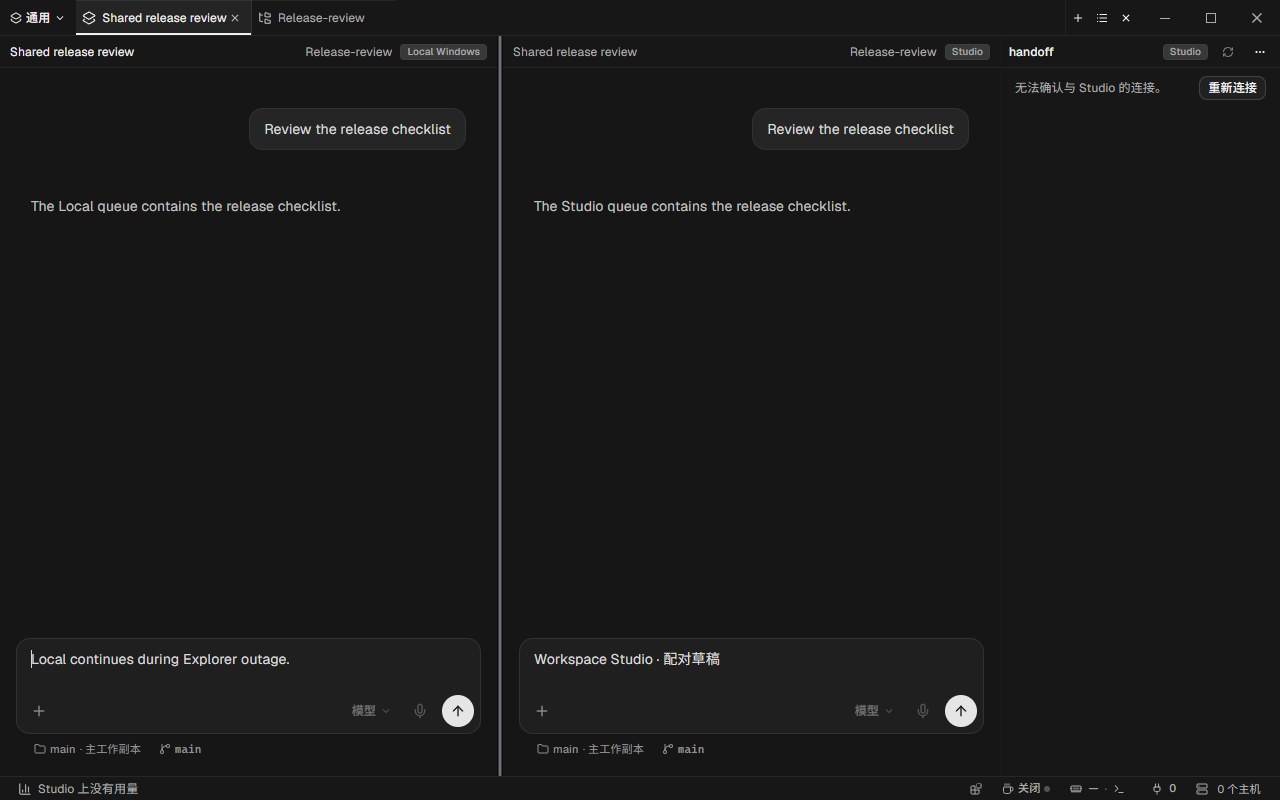 通用
Shared release review
Release-review
Shared release review
Release-review
Local Windows
Shared release review
Release-review
Studio
handoff
Studio
无法确认与 Studio 的连接。
重新连接
Review the release checklist
Review the release checklist
The Local queue contains the release checklist.
The Studio queue contains the release checklist.
Local continues during Explorer outage.
Workspace Studio · 配对草稿
模型
模型
main · 主工作副本
main
main · 主工作副本
main
Studio 上没有用量
关闭
— ·
0
0 个主机